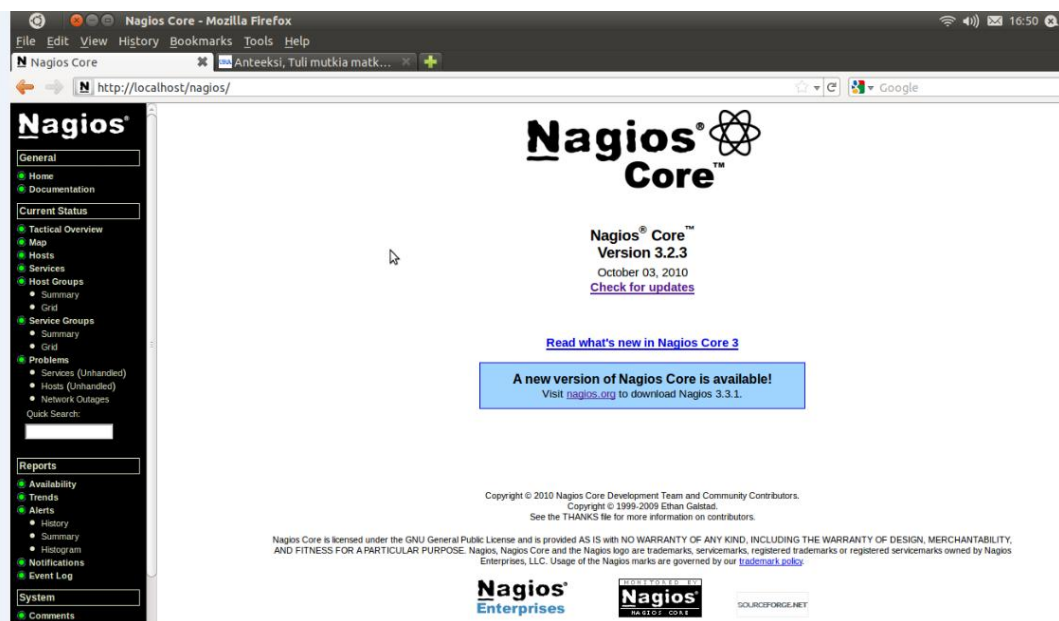 Nagios Core - Mozilla Firefox
16:50
File Edit View History Bookmarks Tools Help
N Nagios Core
Anteeksi, Tuli mutkia matk...
N http://localhost/nagios/
Google
Nagios®
General
Home
Documentation
Current Status
Tactical Overview
Map
Hosts
Services
Host Groups
Summary
Grid
Service Groups
Summary
Grid
Problems
Services (Unhandled)
Hosts (Unhandled)
Network Outages
Quick Search:
Reports
Availability
Trends
Alerts
History
Summary
Histogram
Notifications
Event Log
System
Comments
Nagios®
Core™
Nagios® Core™
Version 3.2.3
October 03, 2010
Check for updates
Read what's new in Nagios Core 3
A new version of Nagios Core is available!
Visit nagios.org to download Nagios 3.3.1.
Copyright © 2010 Nagios Core Development Team and Community Contributors.
Copyright © 1999-2009 Ethan Galstad.
See the THANKS file for more information on contributors.
Nagios Core is licensed under the GNU General Public License and is provided AS IS with NO WARRANTY OF ANY KIND, INCLUDING THE WARRANTY OF DESIGN, MERCHANTABILITY,
AND FITNESS FOR A PARTICULAR PURPOSE. Nagios, Nagios Core and the Nagios logo are trademarks, servicemarks, registered trademarks or registered servicemarks owned by Nagios
Enterprises, LLC. Usage of the Nagios marks are governed by our trademark policy.
Nagios®
Enterprises
MONITORED BY
Nagios®
NAGIOS CORE
SOURCEFORGE.NET